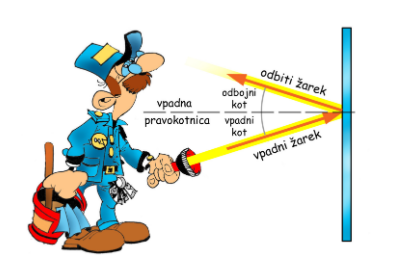 odbiti žarek
vpadna
pravokotnica
odbojni
kot
vpadni
kot
vpadni žarek